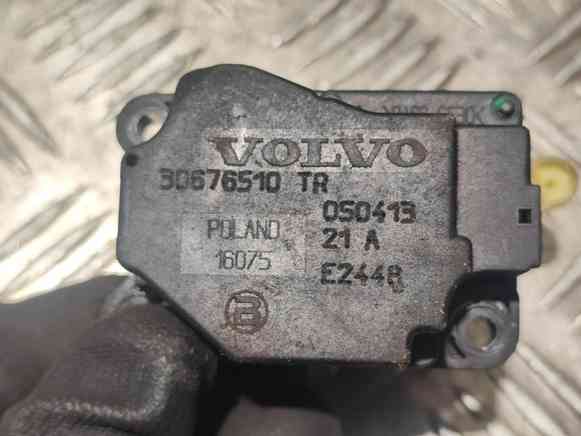 VOLVO
30676510 TR
050413
21 A
POLAND
16075
E2448
B